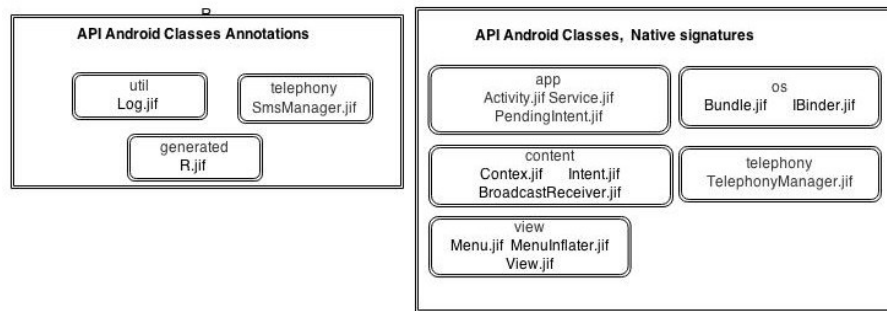 B
API Android Classes Annotations
util
Log.jif
telephony
SmsManager.jif
generated
R.jif
API Android Classes, Native signatures
app
Activity.jif Service.jif
PendingIntent.jif
os
Bundle.jif IBinder.jif
content
Contex.jif Intent.jif
BroadcastReceiver.jif
telephony
TelephonyManager.jif
view
Menu.jif MenuInflater.jif
View.jif